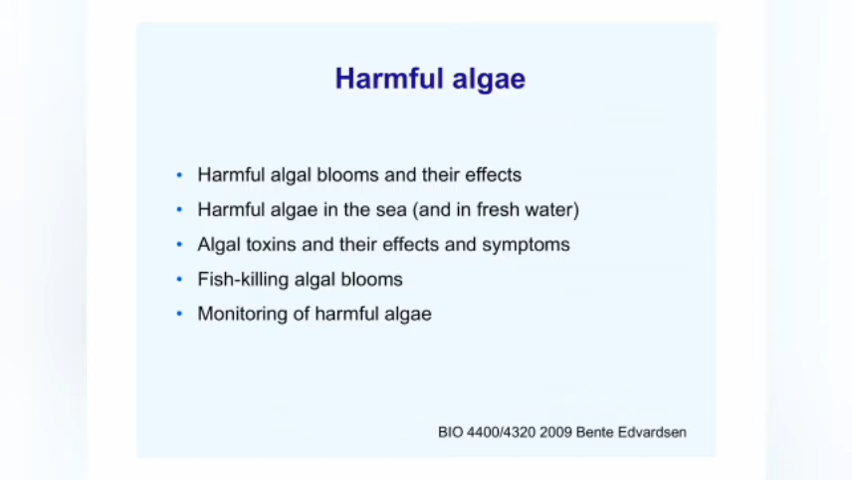 Harmful algae
• Harmful algal blooms and their effects
• Harmful algae in the sea (and in fresh water)
• Algal toxins and their effects and symptoms
• Fish-killing algal blooms
• Monitoring of harmful algae
BIO 4400/4320 2009 Bente Edvardsen